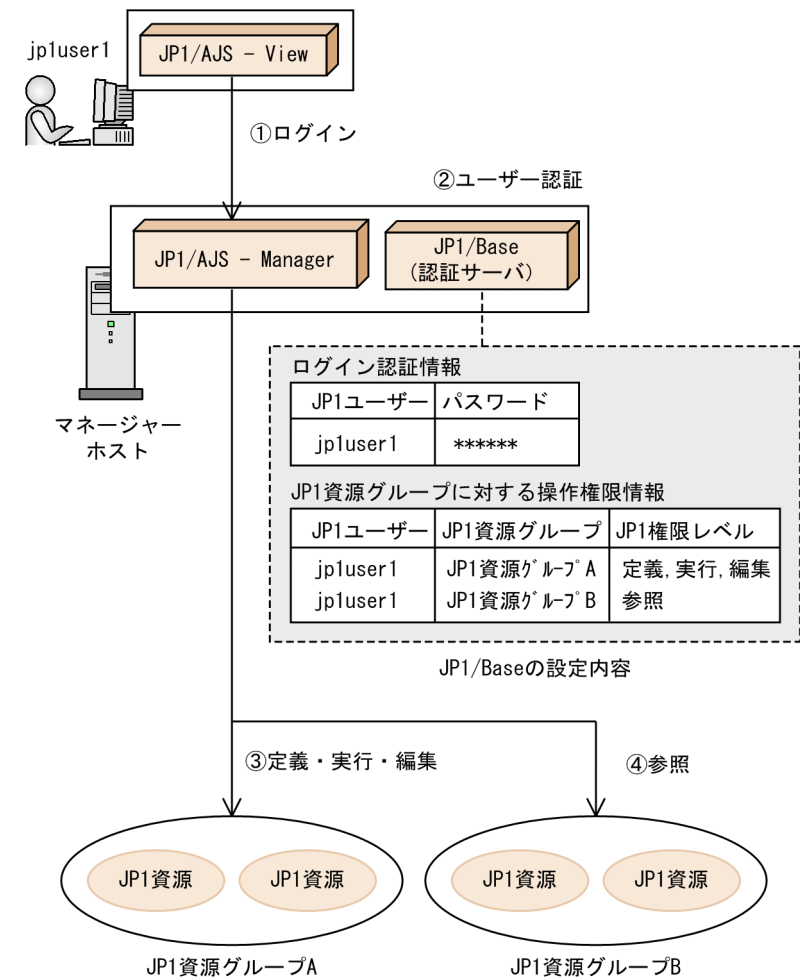 jp1user1
JP1/AJS - View
①ログイン
②ユーザー認証
JP1/AJS - Manager
JP1/Base
(認証サーバ)
マネージャー
ホスト
ログイン認証情報
JP1ユーザー パスワード
jp1user1 ******
JP1資源グループに対する操作権限情報
JP1ユーザー JP1資源グループ JP1権限レベル
jp1user1 JP1資源ｸﾞﾙｰﾌﾟA 定義,実行,編集
jp1user1 JP1資源ｸﾞﾙｰﾌﾟB 参照
JP1/Baseの設定内容
③定義・実行・編集
④参照
JP1資源 JP1資源 JP1資源 JP1資源
JP1資源グループA JP1資源グループB